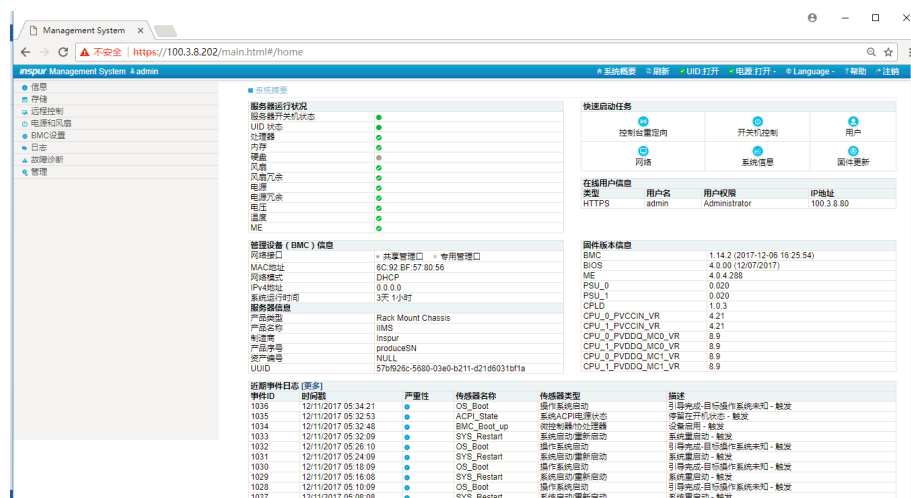 Management System
不安全 | https://100.3.8.202/main.html#/home
inspur Management System admin 系统概要 刷新 UID:打开 电源:打开 - Language - ?帮助 注销
信息
存储
远程控制
电源和风扇
BMC设置
日志
故障诊断
管理
系统摘要
服务器运行状况
服务器开关机状态
UID 状态
处理器
内存
硬盘
风扇
风扇冗余
电源
电源冗余
电压
温度
ME
快速启动任务
控制台重定向 开关机控制 用户
网络 系统信息 固件更新
在线用户信息
类型 用户名 用户权限 IP地址
HTTPS admin Administrator 100.3.8.80
管理设备（BMC）信息
网络接口 共享管理口 专用管理口
MAC地址 6C:92:BF:57:80:56
网络模式 DHCP
IPv4地址 0.0.0.0
系统运行时间 3天 1小时
服务器信息
产品类型 Rack Mount Chassis
产品名称 IIMS
制造商 Inspur
产品序号 produceSN
资产编号 NULL
UUID 57bf926c-5680-03e0-b211-d21d6031bf1a
固件版本信息
BMC 1.14.2 (2017-12-06 16:25:54)
BIOS 4.0.00 (12/07/2017)
ME 4.0.4.288
PSU_0 0.020
PSU_1 0.020
CPLD 1.0.3
CPU_0_PVCCIN_VR 4.21
CPU_1_PVCCIN_VR 4.21
CPU_0_PVDDQ_MC0_VR 8.9
CPU_1_PVDDQ_MC0_VR 8.9
CPU_0_PVDDQ_MC1_VR 8.9
CPU_1_PVDDQ_MC1_VR 8.9
近期事件日志 [更多]
事件ID 时间戳 严重性 传感器名称 传感器类型 描述
1036 12/11/2017 05:34:21 OS_Boot 操作系统启动 引导完成-目标操作系统未知 - 触发
1035 12/11/2017 05:32:53 ACPI_State 系统ACPI电源状态 停留在开机状态 - 触发
1034 12/11/2017 05:32:48 BMC_Boot_up 微控制器/协处理器 设备启用 - 触发
1033 12/11/2017 05:32:09 SYS_Restart 系统启动/重新启动 系统重启动 - 触发
1032 12/11/2017 05:26:10 OS_Boot 操作系统启动 引导完成-目标操作系统未知 - 触发
1031 12/11/2017 05:24:09 SYS_Restart 系统启动/重新启动 系统重启动 - 触发
1030 12/11/2017 05:18:09 OS_Boot 操作系统启动 引导完成-目标操作系统未知 - 触发
1029 12/11/2017 05:16:08 SYS_Restart 系统启动/重新启动 系统重启动 - 触发
1028 12/11/2017 05:10:09 OS_Boot 操作系统启动 引导完成-目标操作系统未知 - 触发
1027 12/11/2017 05:08:08 SYS_Restart 系统启动/重新启动 系统重启动 - 触发